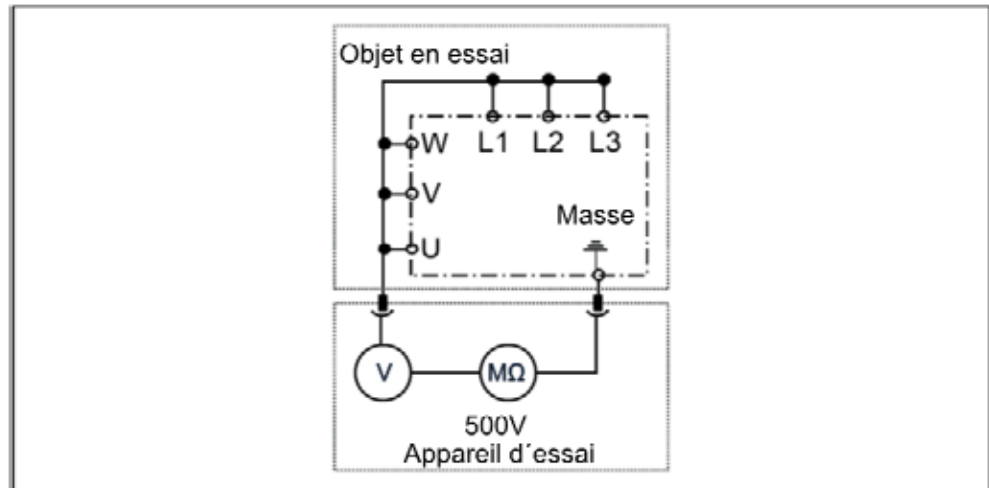 Objet en essai
W L1 L2 L3
V
Masse
U
V MΩ
500V
Appareil d´essai